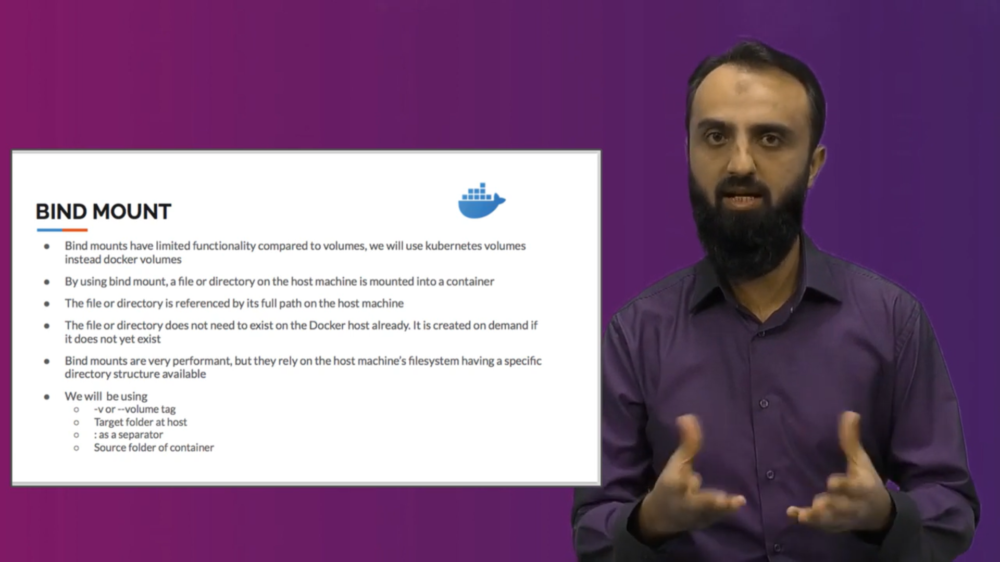 BIND MOUNT
● Bind mounts have limited functionality compared to volumes, we will use kubernetes volumes
instead docker volumes
● By using bind mount, a file or directory on the host machine is mounted into a container
● The file or directory is referenced by its full path on the host machine
● The file or directory does not need to exist on the Docker host already. It is created on demand if
it does not yet exist
● Bind mounts are very performant, but they rely on the host machine’s filesystem having a specific
directory structure available
● We will be using
○ -v or --volume tag
○ Target folder at host
○ : as a separator
○ Source folder of container